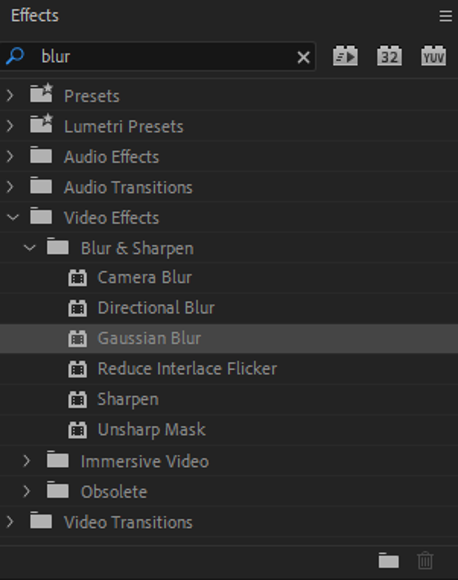 Effects
blur
32
YUV
Presets
Lumetri Presets
Audio Effects
Audio Transitions
Video Effects
Blur & Sharpen
Camera Blur
Directional Blur
Gaussian Blur
Reduce Interlace Flicker
Sharpen
Unsharp Mask
Immersive Video
Obsolete
Video Transitions